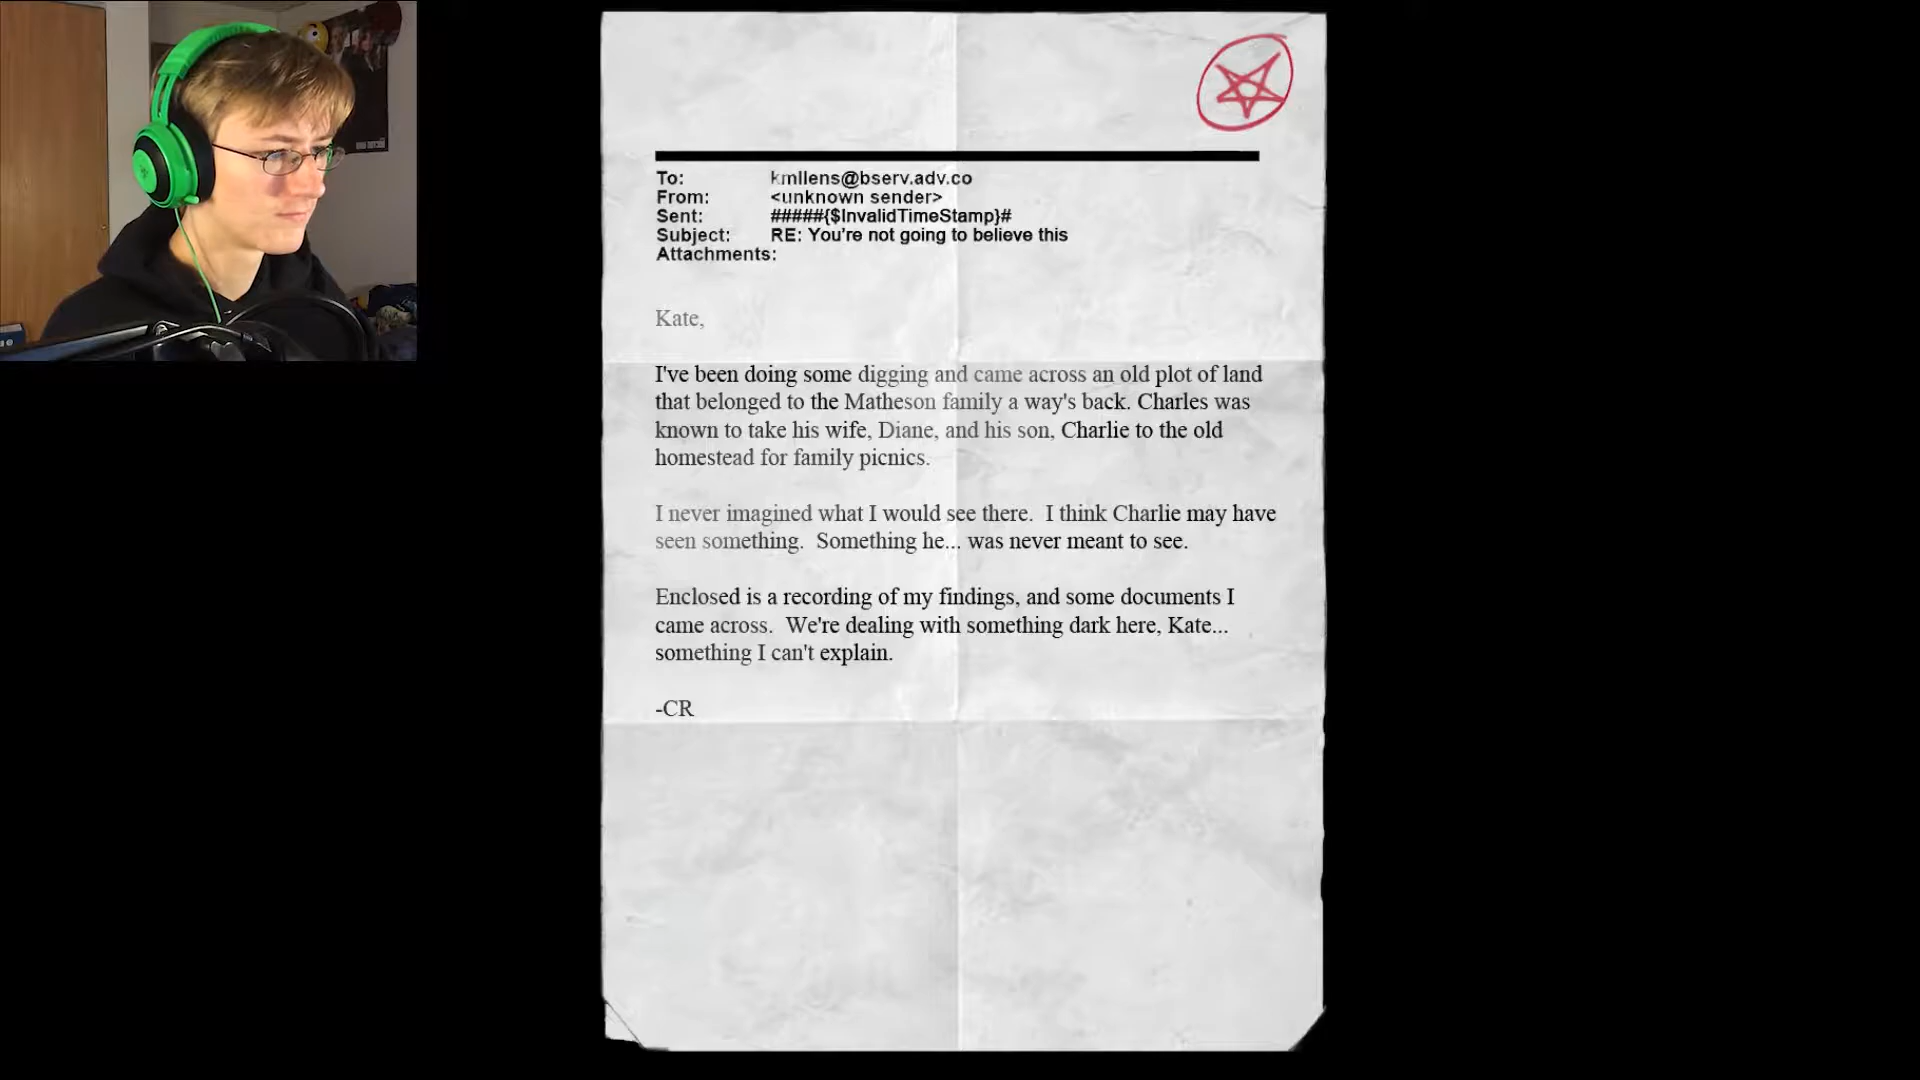 To: kmllens@bserv.adv.co
From: <unknown sender>
Sent: #####{$InvalidTimeStamp}#
Subject: RE: You're not going to believe this
Attachments:
Kate,
I've been doing some digging and came across an old plot of land
that belonged to the Matheson family a way's back. Charles was
known to take his wife, Diane, and his son, Charlie to the old
homestead for family picnics.
I never imagined what I would see there.  I think Charlie may have
seen something.  Something he... was never meant to see.
Enclosed is a recording of my findings, and some documents I
came across.  We're dealing with something dark here, Kate...
something I can't explain.
-CR